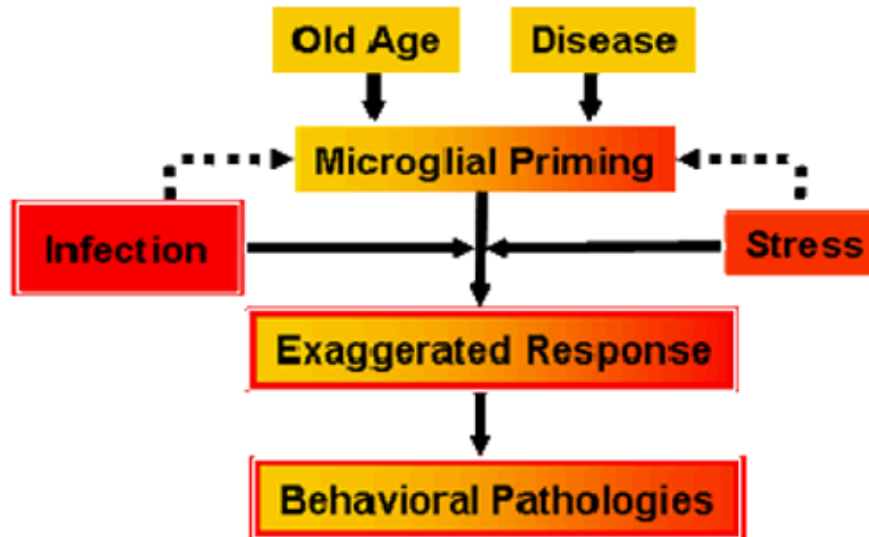 Old Age
Disease
Microglial Priming
Infection
Stress
Exaggerated Response
Behavioral Pathologies